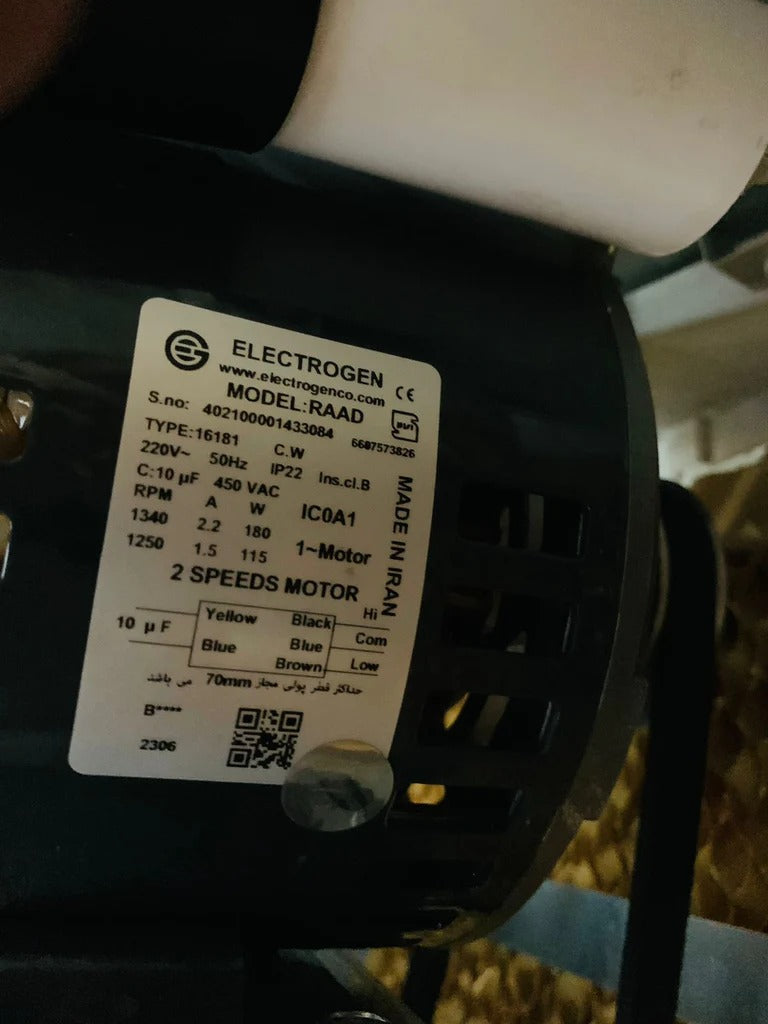 ELECTROGEN
www.electrogenco.com
MODEL:RAAD
S.no: 402100001433084
6607573826
TYPE:16181 C.W
220V~ 50Hz IP22 Ins.cl.B
C:10 µF 450 VAC
RPM A W IC0A1
1340 2.2 180
1250 1.5 115 1~Motor
MADE IN IRAN
2 SPEEDS MOTOR
Hi
Yellow Black
10 µF Com
Blue Blue
Brown Low
حداکثر قطر پولی مجاز 70mm می باشد
B****
2306